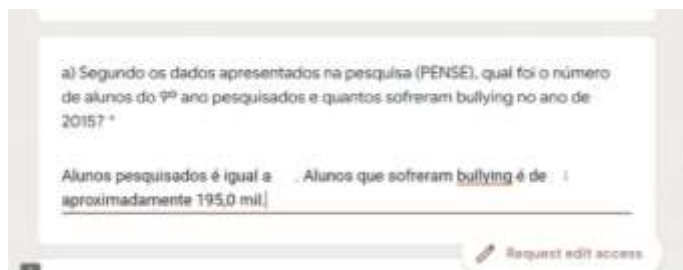 a) Segundo os dados apresentados na pesquisa (PENSE), qual foi o número
de alunos do 9º ano pesquisados e quantos sofreram bullying no ano de
2015? *
Alunos pesquisados é igual a . Alunos que sofreram bullying é de
aproximadamente 195,0 mil.
Request edit access